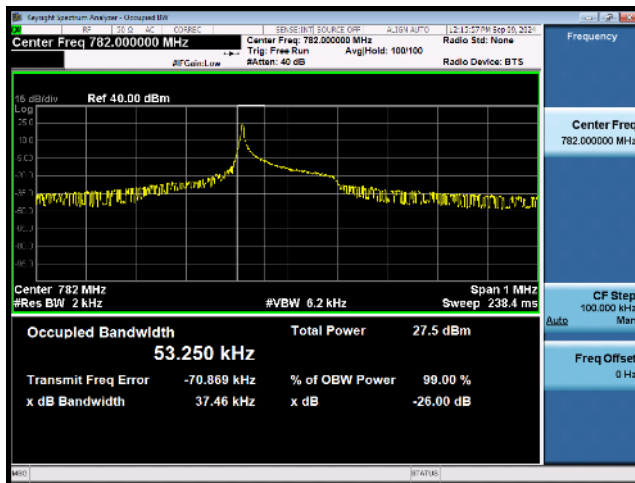 Keysight Spectrum Analyzer - Occupied BW
RF 50 Ω AC CORREC SENSE:INT SOURCE OFF ALIGN AUTO 12:15:57 PM Sep 09, 2024
Center Freq 782.000000 MHz
Center Freq: 782.000000 MHz
Radio Std: None
Trig: Free Run Avg|Hold: 100/100
#IFGain:Low
#Atten: 40 dB
Radio Device: BTS
Frequency
16 dB/div Ref 40.00 dBm
Log
Center Freq
782.000000 MHz
Center 782 MHz
Span 1 MHz
#Res BW 2 kHz
#VBW 6.2 kHz
Sweep 238.4 ms
CF Step
100.000 kHz
Auto Man
Occupied Bandwidth
53.250 kHz
Total Power 27.5 dBm
Transmit Freq Error -70.869 kHz
% of OBW Power 99.00 %
x dB Bandwidth 37.46 kHz
x dB -26.00 dB
Freq Offset
0 Hz
MSG
STATUS